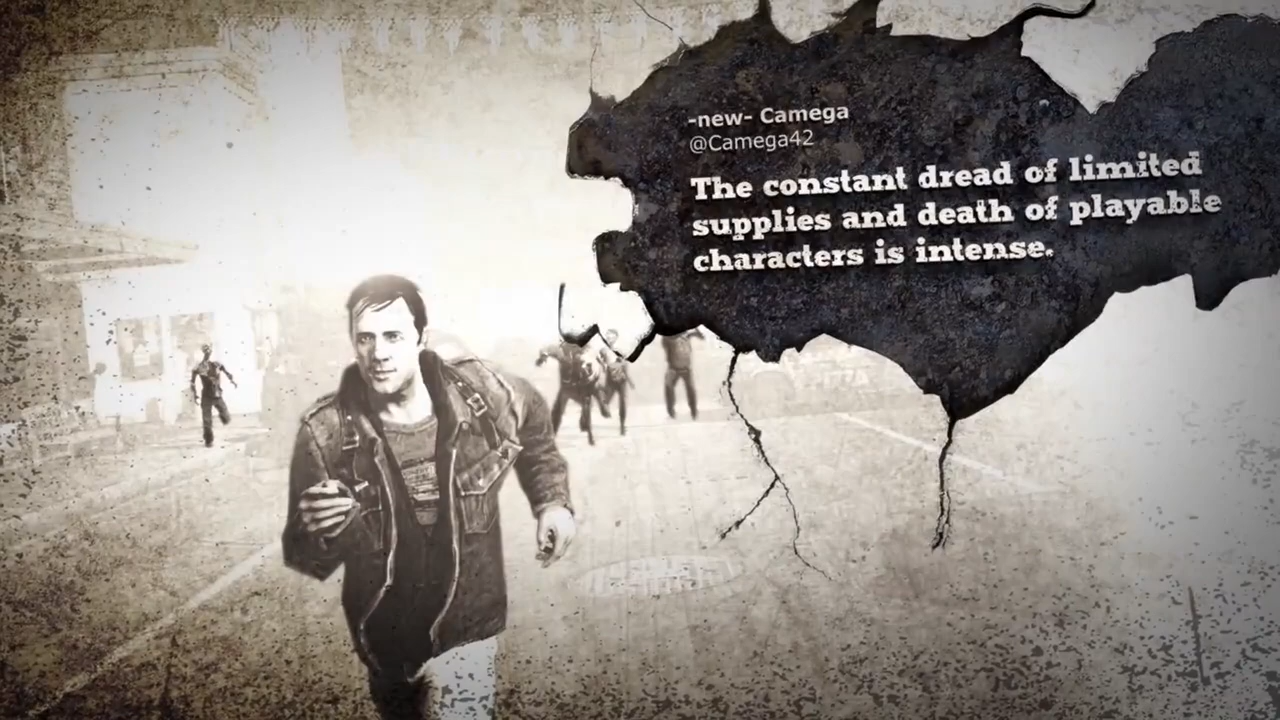 -new- Camega
@Camega42
The constant dread of limited
supplies and death of playable
characters is intense.